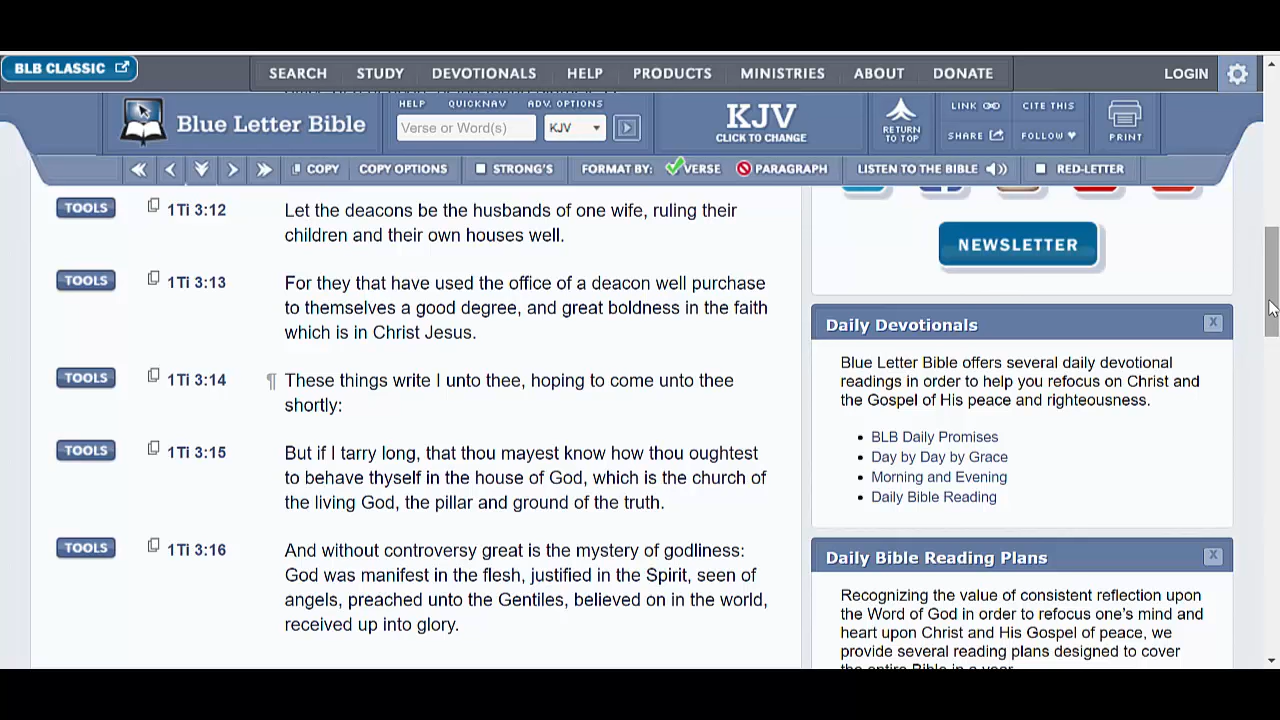 BLB CLASSIC
SEARCH STUDY DEVOTIONALS HELP PRODUCTS MINISTRIES ABOUT DONATE LOGIN
Blue Letter Bible
HELP QUICKNAV ADV. OPTIONS
Verse or Word(s) KJV
KJV
CLICK TO CHANGE
RETURN
TO TOP
LINK CITE THIS
SHARE FOLLOW
PRINT
COPY COPY OPTIONS STRONG'S FORMAT BY: VERSE PARAGRAPH LISTEN TO THE BIBLE RED-LETTER
TOOLS 1Ti 3:12 Let the deacons be the husbands of one wife, ruling their
children and their own houses well.
TOOLS 1Ti 3:13 For they that have used the office of a deacon well purchase
to themselves a good degree, and great boldness in the faith
which is in Christ Jesus.
TOOLS 1Ti 3:14 ¶ These things write I unto thee, hoping to come unto thee
shortly:
TOOLS 1Ti 3:15 But if I tarry long, that thou mayest know how thou oughtest
to behave thyself in the house of God, which is the church of
the living God, the pillar and ground of the truth.
TOOLS 1Ti 3:16 And without controversy great is the mystery of godliness:
God was manifest in the flesh, justified in the Spirit, seen of
angels, preached unto the Gentiles, believed on in the world,
received up into glory.
NEWSLETTER
Daily Devotionals X
Blue Letter Bible offers several daily devotional
readings in order to help you refocus on Christ and
the Gospel of His peace and righteousness.
• BLB Daily Promises
• Day by Day by Grace
• Morning and Evening
• Daily Bible Reading
Daily Bible Reading Plans X
Recognizing the value of consistent reflection upon
the Word of God in order to refocus one's mind and
heart upon Christ and His Gospel of peace, we
provide several reading plans designed to cover
the entire Bible in a year.